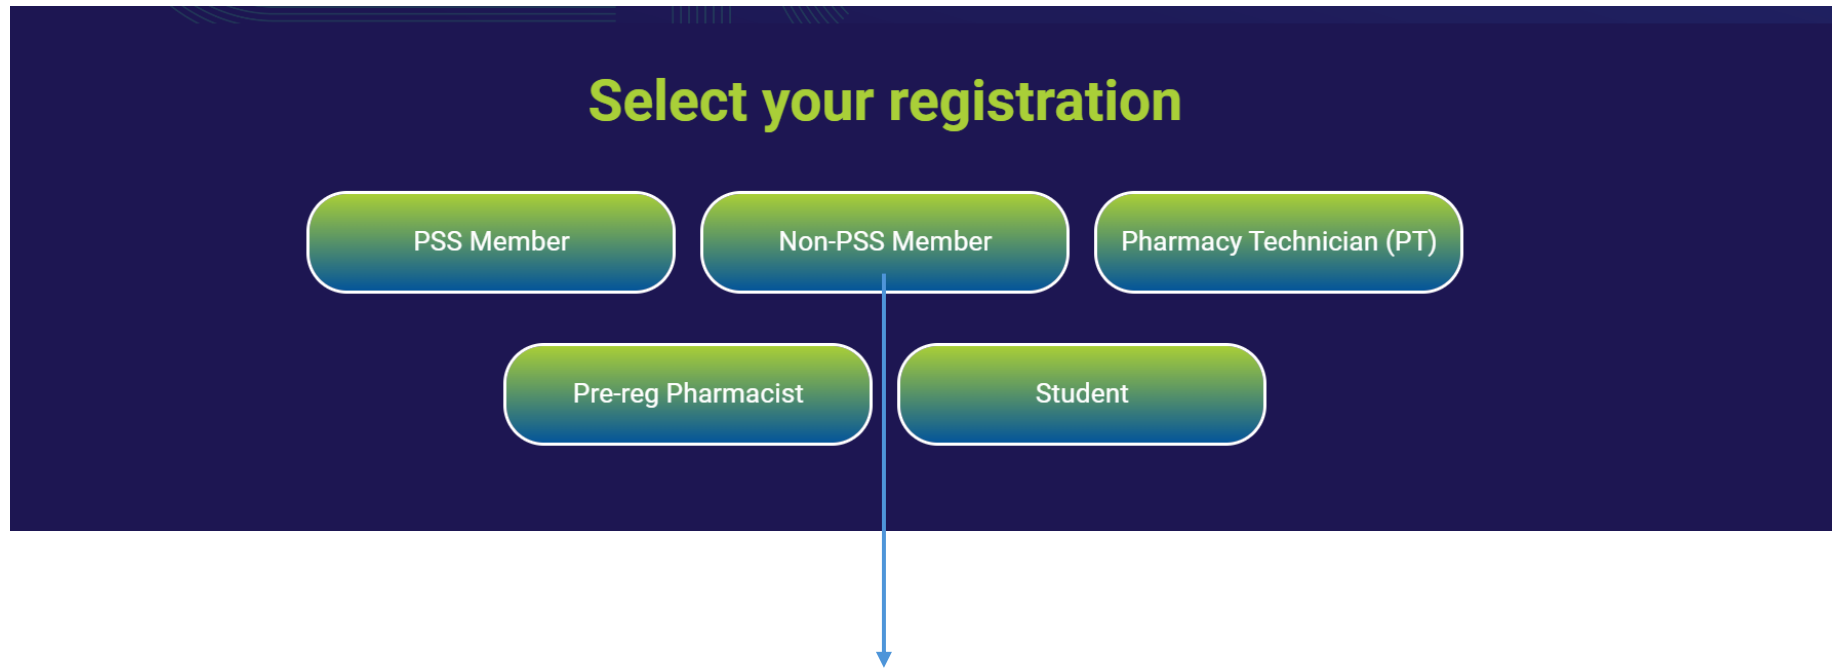 Select your registration
PSS Member
Non-PSS Member
Pharmacy Technician (PT)
Pre-reg Pharmacist
Student